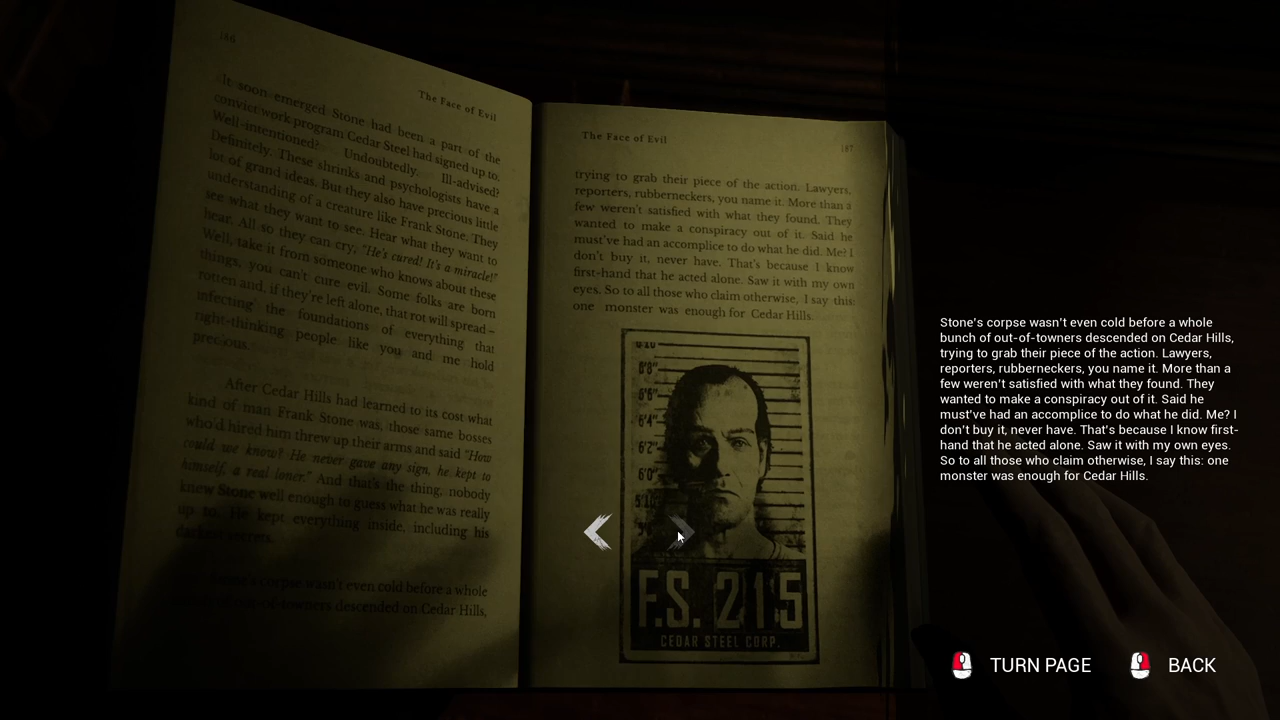 186
The Face of Evil
It soon emerged Stone had been a part of the
convict work program Cedar Steel had signed up to.
Well-intentioned? Undoubtedly. Ill-advised?
Definitely. These shrinks and psychologists have a
lot of grand ideas. But they also have precious little
understanding of a creature like Frank Stone. They
see what they want to see. Hear what they want to
hear. All so they can cry, "He's cured! It's a miracle!"
Well, take it from someone who knows about these
things, you can't cure evil. Some folks are born
rotten and, if they're left alone, that rot will spread –
infecting the foundations of everything that
right-thinking people like you and me hold
precious.
After Cedar Hills had learned to its cost what
kind of man Frank Stone was, those same bosses
who'd hired him threw up their arms and said "How
could we know? He never gave any sign, he kept to
himself, a real loner." And that's the thing, nobody
knew Stone well enough to guess what he was really
up to. He kept everything inside, including his
darkest secrets.
Stone's corpse wasn't even cold before a whole
bunch of out-of-towners descended on Cedar Hills,
The Face of Evil
187
trying to grab their piece of the action. Lawyers,
reporters, rubberneckers, you name it. More than a
few weren't satisfied with what they found. They
wanted to make a conspiracy out of it. Said he
must've had an accomplice to do what he did. Me? I
don't buy it, never have. That's because I know
first-hand that he acted alone. Saw it with my own
eyes. So to all those who claim otherwise, I say this:
one monster was enough for Cedar Hills.
6'8"
6'6"
6'4"
6'2"
6'0"
5'10"
F.S. 215
CEDAR STEEL CORP.
Stone's corpse wasn't even cold before a whole
bunch of out-of-towners descended on Cedar Hills,
trying to grab their piece of the action. Lawyers,
reporters, rubberneckers, you name it. More than a
few weren't satisfied with what they found. They
wanted to make a conspiracy out of it. Said he
must've had an accomplice to do what he did. Me? I
don't buy it, never have. That's because I know first-
hand that he acted alone. Saw it with my own eyes.
So to all those who claim otherwise, I say this: one
monster was enough for Cedar Hills.
TURN PAGE
BACK